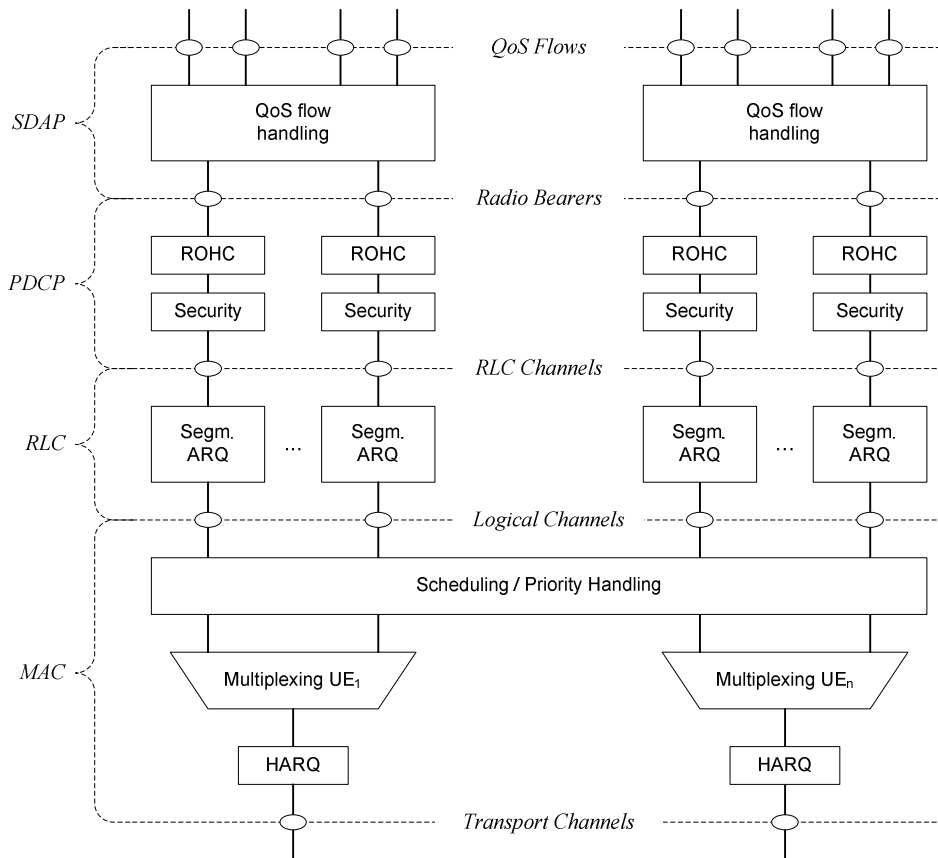 QoS Flows
QoS flow
handling
QoS flow
handling
SDAP
Radio Bearers
ROHC
ROHC
ROHC
ROHC
PDCP
Security
Security
Security
Security
RLC Channels
Segm.
ARQ
...
Segm.
ARQ
Segm.
ARQ
...
Segm.
ARQ
RLC
Logical Channels
Scheduling / Priority Handling
MAC
Multiplexing UE₁
Multiplexing UEₙ
HARQ
HARQ
Transport Channels